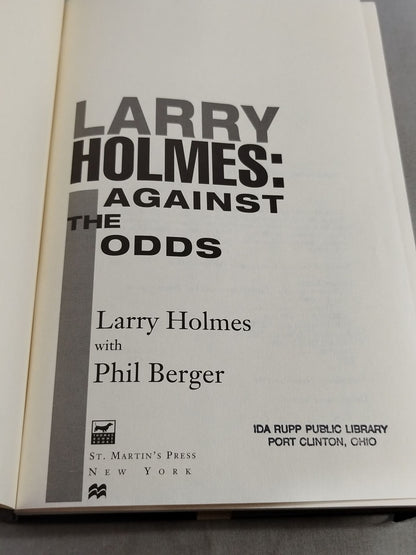 LARRY
HOLMES:
AGAINST
THE
ODDS
Larry Holmes
with
Phil Berger
ST. MARTIN'S PRESS
NEW YORK
IDA RUPP PUBLIC LIBRARY
PORT CLINTON, OHIO